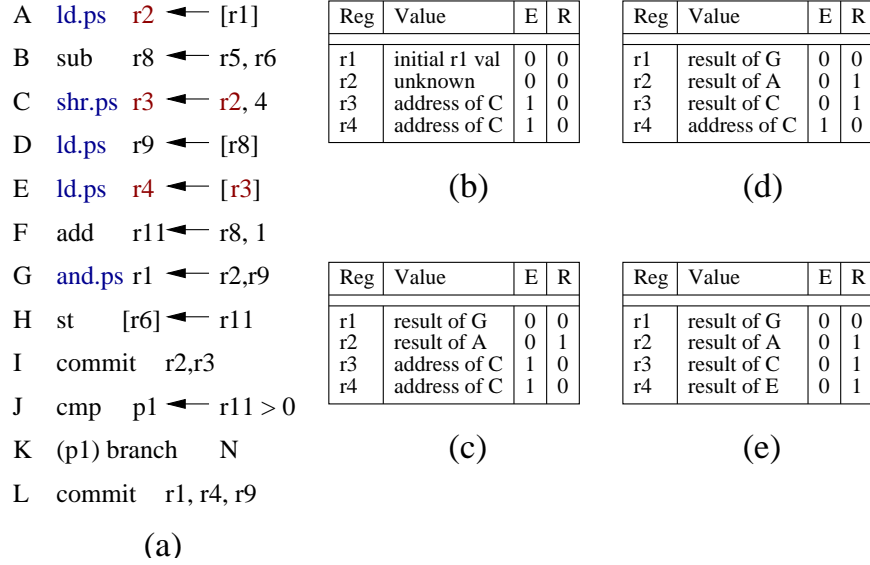 A ld.ps r2 ← [r1]
B sub r8 ← r5, r6
C shr.ps r3 ← r2, 4
D ld.ps r9 ← [r8]
E ld.ps r4 ← [r3]
F add r11 ← r8, 1
G and.ps r1 ← r2,r9
H st [r6] ← r11
I commit r2,r3
J cmp p1 ← r11 > 0
K (p1) branch N
L commit r1, r4, r9
(a)
Reg Value E R
r1 initial r1 val 0 0
r2 unknown 0 0
r3 address of C 1 0
r4 address of C 1 0
(b)
Reg Value E R
r1 result of G 0 0
r2 result of A 0 1
r3 address of C 1 0
r4 address of C 1 0
(c)
Reg Value E R
r1 result of G 0 0
r2 result of A 0 1
r3 result of C 0 1
r4 address of C 1 0
(d)
Reg Value E R
r1 result of G 0 0
r2 result of A 0 1
r3 result of C 0 1
r4 result of E 0 1
(e)